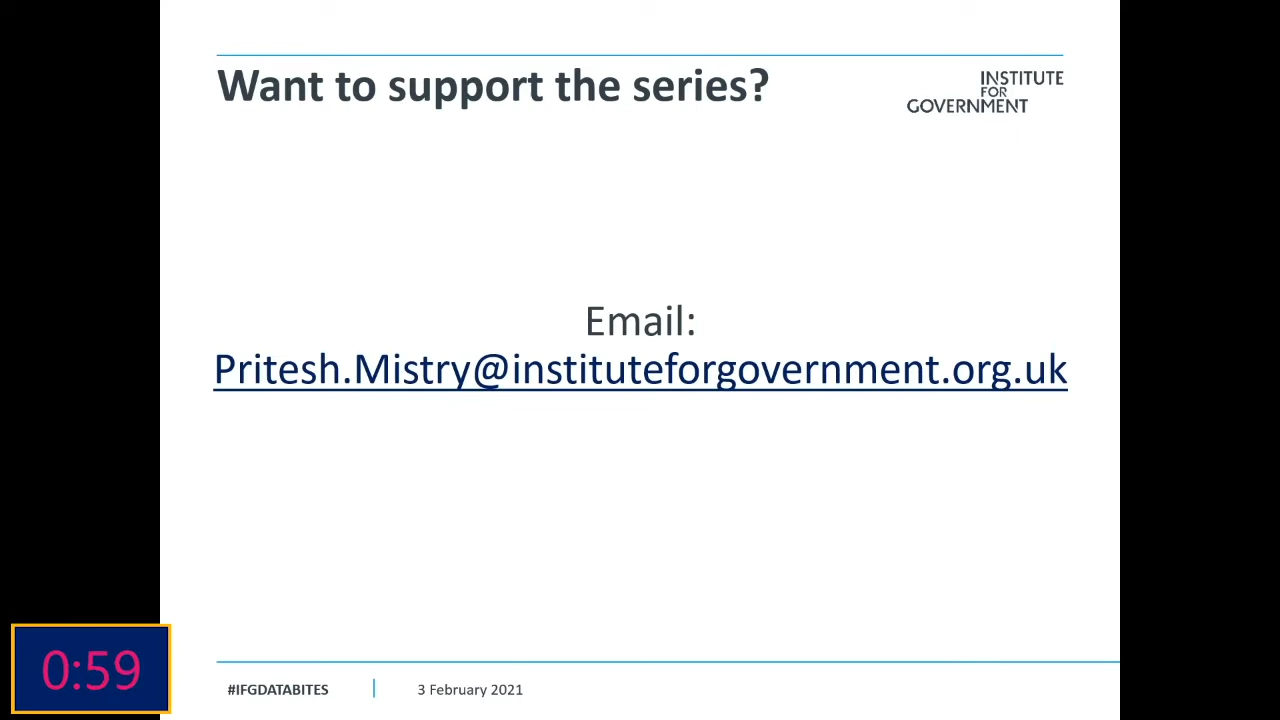 Want to support the series?
INSTITUTE
FOR
GOVERNMENT
Email:
Pritesh.Mistry@instituteforgovernment.org.uk
0:59
#IFGDATABITES
3 February 2021